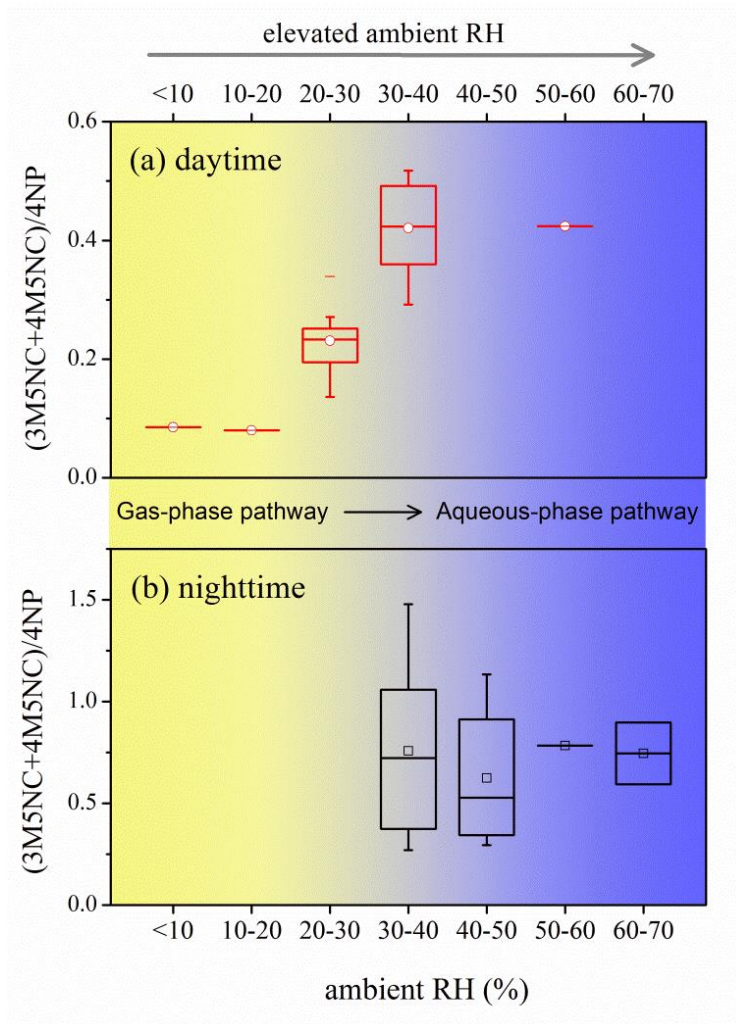 elevated ambient RH
<10 10-20 20-30 30-40 40-50 50-60 60-70
(a) daytime
(3M5NC+4M5NC)/4NP
0.6
0.4
0.2
0.0
Gas-phase pathway Aqueous-phase pathway
(b) nighttime
(3M5NC+4M5NC)/4NP
1.5
1.0
0.5
0.0
<10 10-20 20-30 30-40 40-50 50-60 60-70
ambient RH (%)